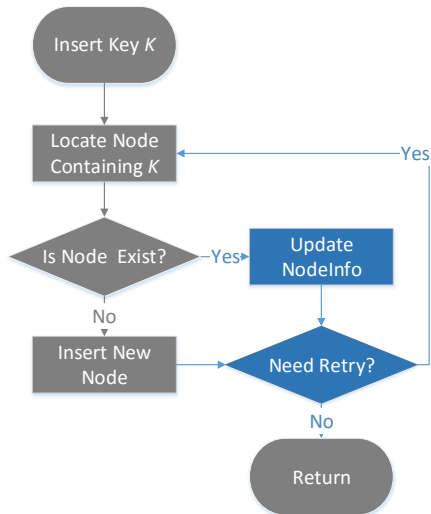 Insert Key K
Locate Node
Containing K
Yes
Is Node Exist?
Yes
Update
NodeInfo
No
Insert New
Node
Need Retry?
No
Return